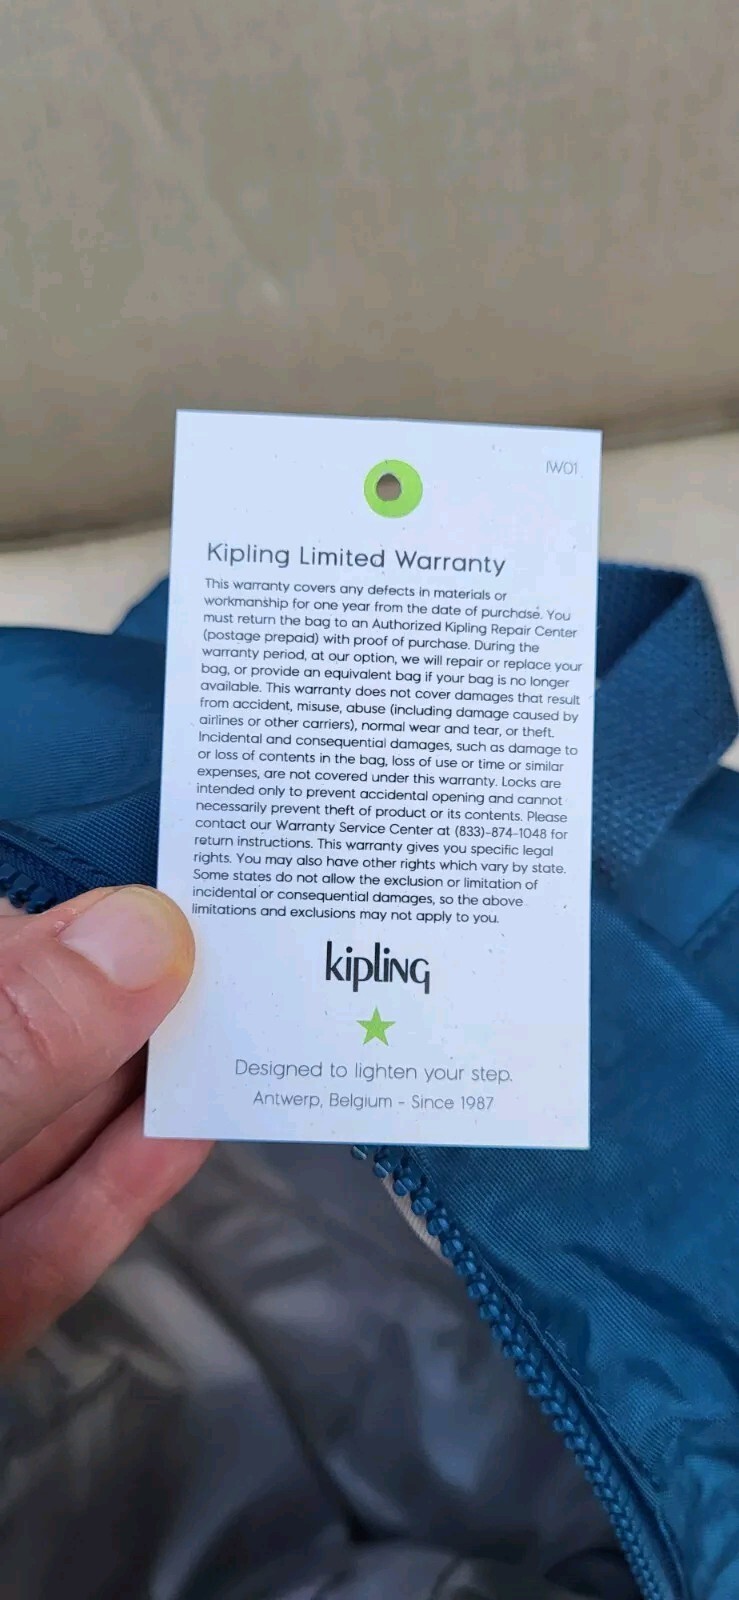 IW01
Kipling Limited Warranty
This warranty covers any defects in materials or
workmanship for one year from the date of purchase. You
must return the bag to an Authorized Kipling Repair Center
(postage prepaid) with proof of purchase. During the
warranty period, at our option, we will repair or replace your
bag, or provide an equivalent bag if your bag is no longer
available. This warranty does not cover damages that result
from accident, misuse, abuse (including damage caused by
airlines or other carriers), normal wear and tear, or theft.
Incidental and consequential damages, such as damage to
or loss of contents in the bag, loss of use or time or similar
expenses, are not covered under this warranty. Locks are
intended only to prevent accidental opening and cannot
necessarily prevent theft of product or its contents. Please
contact our Warranty Service Center at (833)-874-1048 for
return instructions. This warranty gives you specific legal
rights. You may also have other rights which vary by state.
Some states do not allow the exclusion or limitation of
incidental or consequential damages, so the above
limitations and exclusions may not apply to you.
kipling
Designed to lighten your step.
Antwerp, Belgium - Since 1987